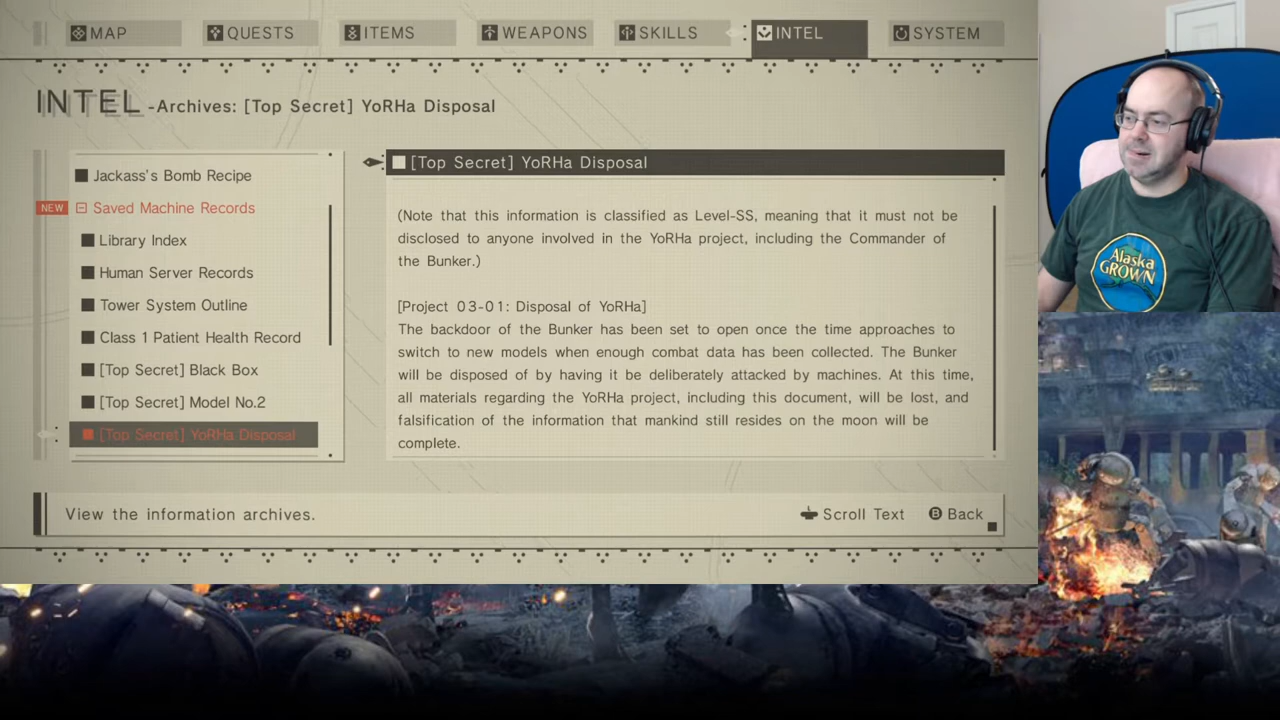 MAP
QUESTS
ITEMS
WEAPONS
SKILLS
INTEL
SYSTEM
INTEL -Archives: [Top Secret] YoRHa Disposal
Jackass's Bomb Recipe
NEW Saved Machine Records
Library Index
Human Server Records
Tower System Outline
Class 1 Patient Health Record
[Top Secret] Black Box
[Top Secret] Model No.2
[Top Secret] YoRHa Disposal
[Top Secret] YoRHa Disposal
(Note that this information is classified as Level-SS, meaning that it must not be
disclosed to anyone involved in the YoRHa project, including the Commander of
the Bunker.)
[Project 03-01: Disposal of YoRHa]
The backdoor of the Bunker has been set to open once the time approaches to
switch to new models when enough combat data has been collected. The Bunker
will be disposed of by having it be deliberately attacked by machines. At this time,
all materials regarding the YoRHa project, including this document, will be lost, and
falsification of the information that mankind still resides on the moon will be
complete.
View the information archives.
Scroll Text
B Back
Alaska
GROWN